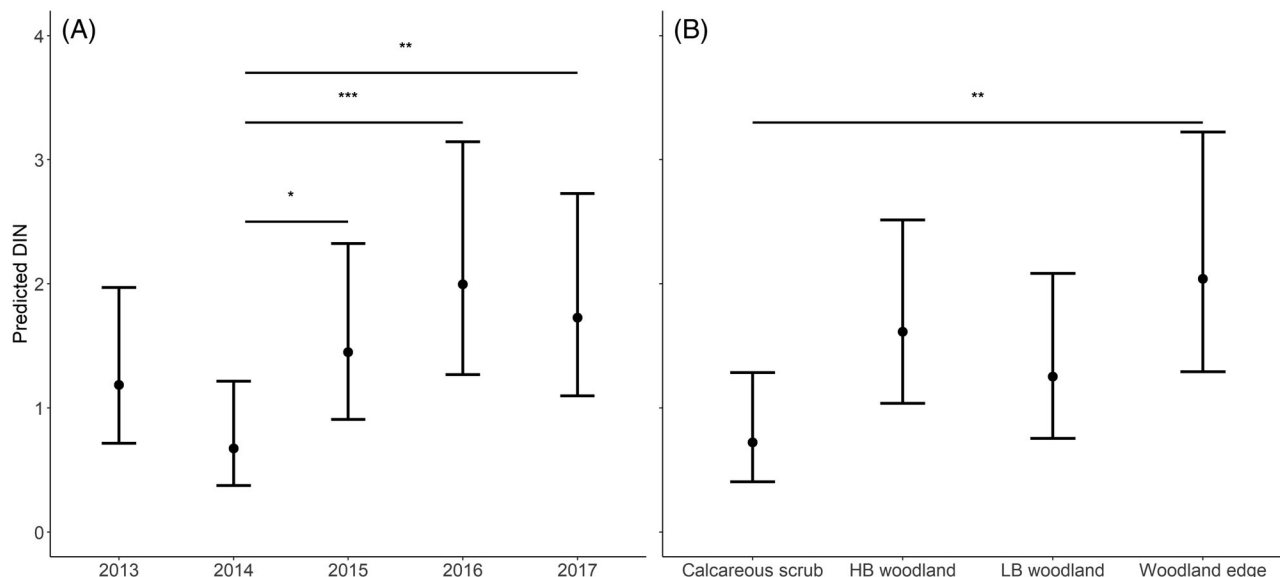 (A)
(B)
Predicted DIN
4
3
2
1
0
**
***
*
**
2013 2014 2015 2016 2017
Calcareous scrub HB woodland LB woodland Woodland edge